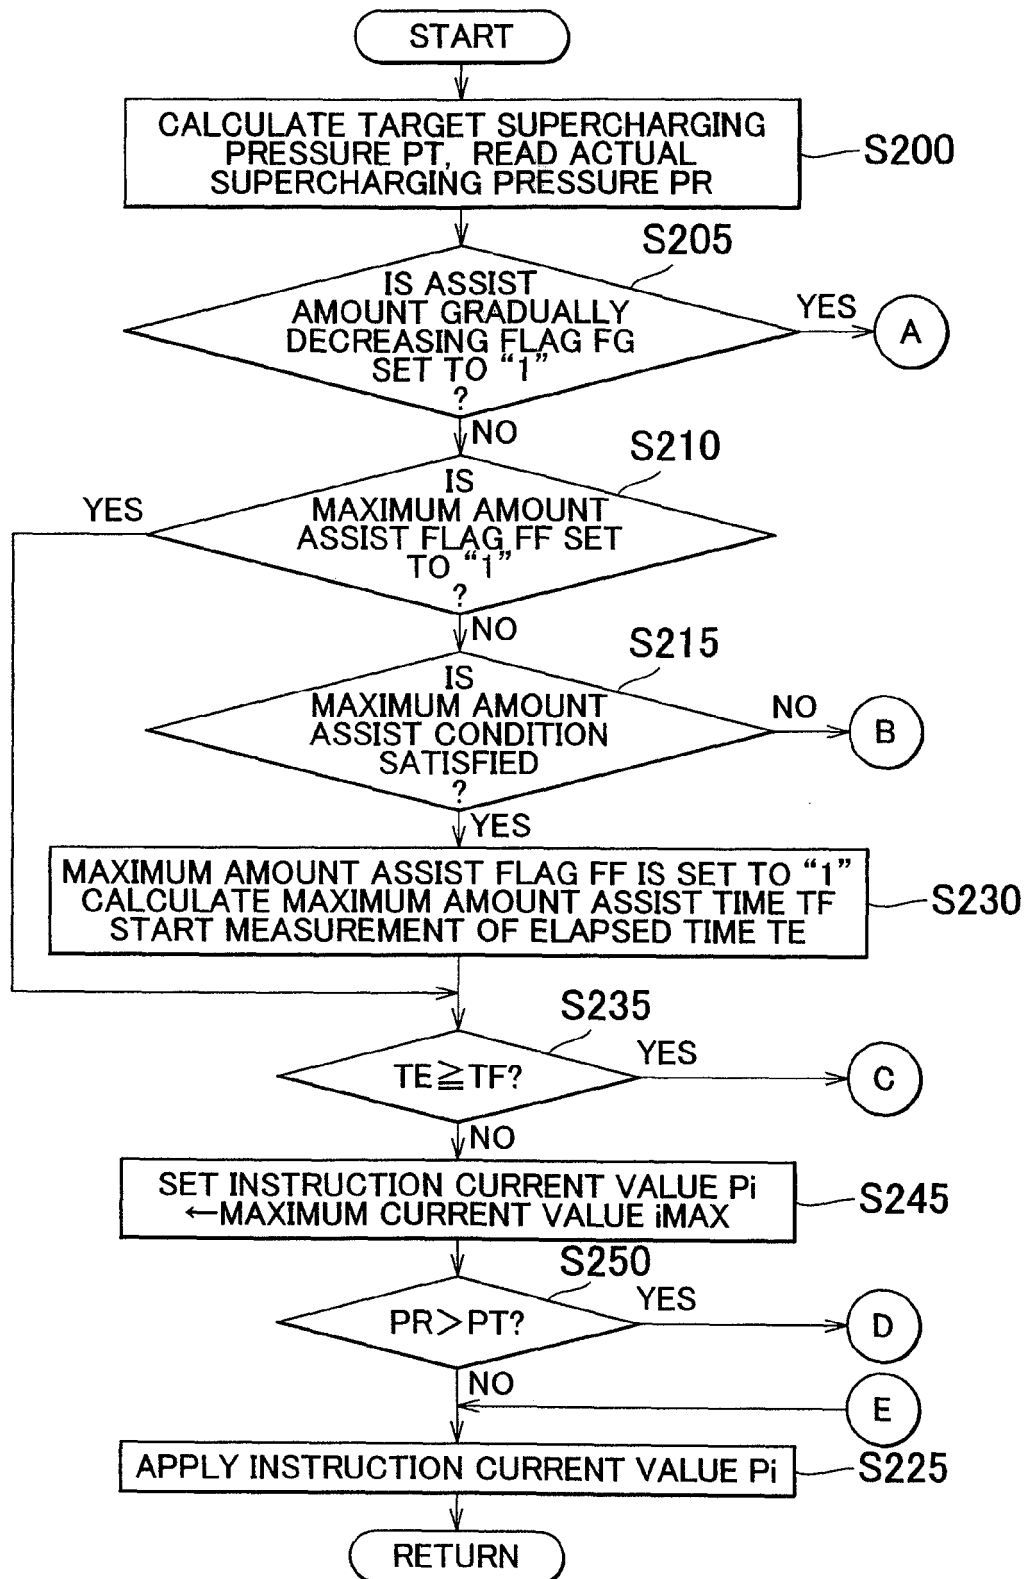 START
CALCULATE TARGET SUPERCHARGING
PRESSURE PT, READ ACTUAL
SUPERCHARGING PRESSURE PR
S200
S205
IS ASSIST
AMOUNT GRADUALLY
DECREASING FLAG FG
SET TO “1”
?
YES
A
NO
S210
IS
MAXIMUM AMOUNT
ASSIST FLAG FF SET
TO “1”
?
YES
NO
S215
IS
MAXIMUM AMOUNT
ASSIST CONDITION
SATISFIED
?
NO
B
YES
MAXIMUM AMOUNT ASSIST FLAG FF IS SET TO “1”
CALCULATE MAXIMUM AMOUNT ASSIST TIME TF
START MEASUREMENT OF ELAPSED TIME TE
S230
S235
TE≧TF?
YES
C
NO
SET INSTRUCTION CURRENT VALUE Pi
←MAXIMUM CURRENT VALUE iMAX
S245
S250
PR>PT?
YES
D
NO
E
APPLY INSTRUCTION CURRENT VALUE Pi
S225
RETURN